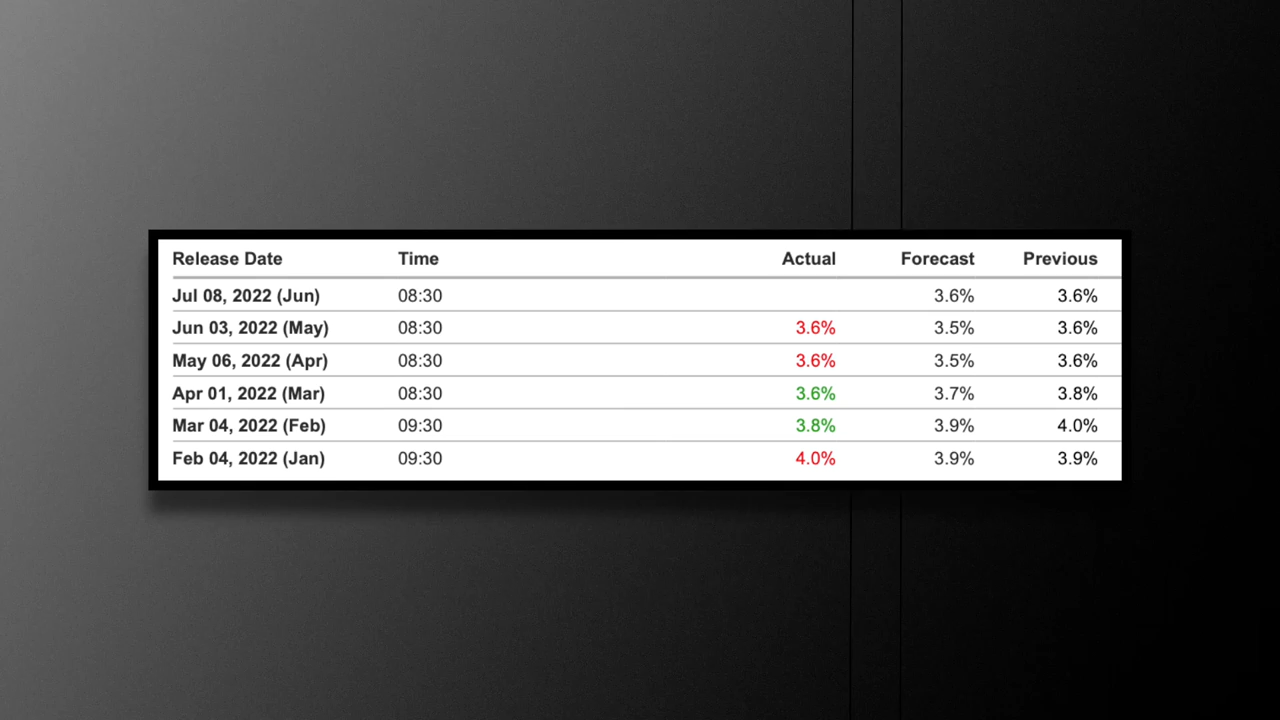 Release Date Time Actual Forecast Previous
Jul 08, 2022 (Jun) 08:30 3.6% 3.6%
Jun 03, 2022 (May) 08:30 3.6% 3.5% 3.6%
May 06, 2022 (Apr) 08:30 3.6% 3.5% 3.6%
Apr 01, 2022 (Mar) 08:30 3.6% 3.7% 3.8%
Mar 04, 2022 (Feb) 09:30 3.8% 3.9% 4.0%
Feb 04, 2022 (Jan) 09:30 4.0% 3.9% 3.9%